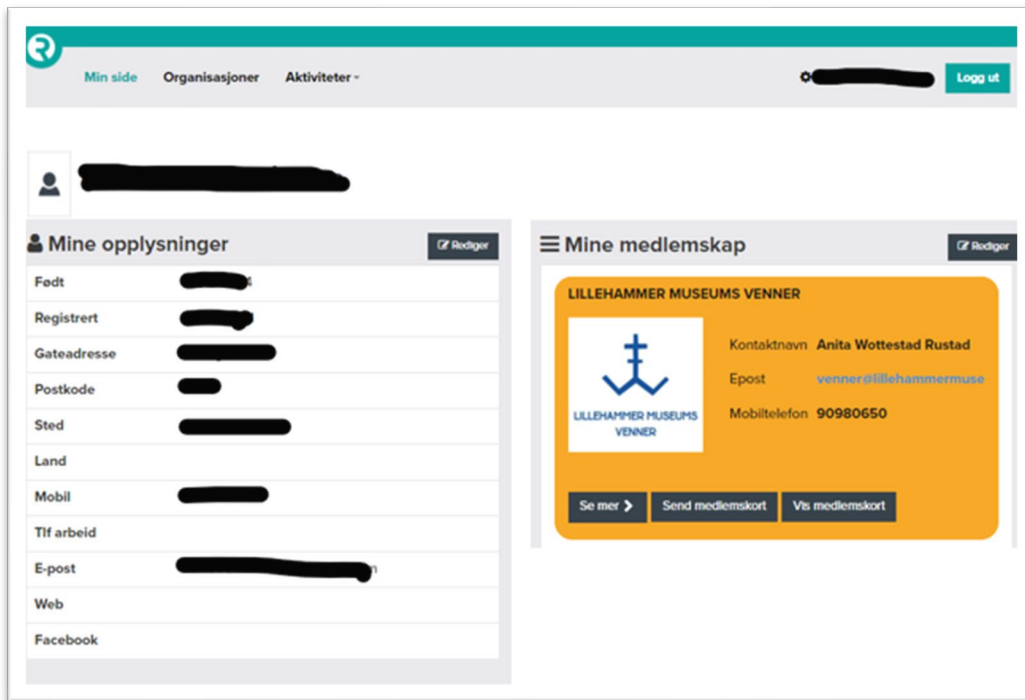 Min side Organisasjoner Aktiviteter Logg ut
Mine opplysninger Rediger
Født
Registrert
Gateadresse
Postkode
Sted
Land
Mobil
Tlf arbeid
E-post
Web
Facebook
Mine medlemskap Rediger
LILLEHAMMER MUSEUMS VENNER
LILLEHAMMER MUSEUMS
VENNER
Kontaktnavn Anita Wottestad Rustad
Epost venner@lillehammermuse
Mobiltelefon 90980650
Se mer Send medlemskort Vis medlemskort